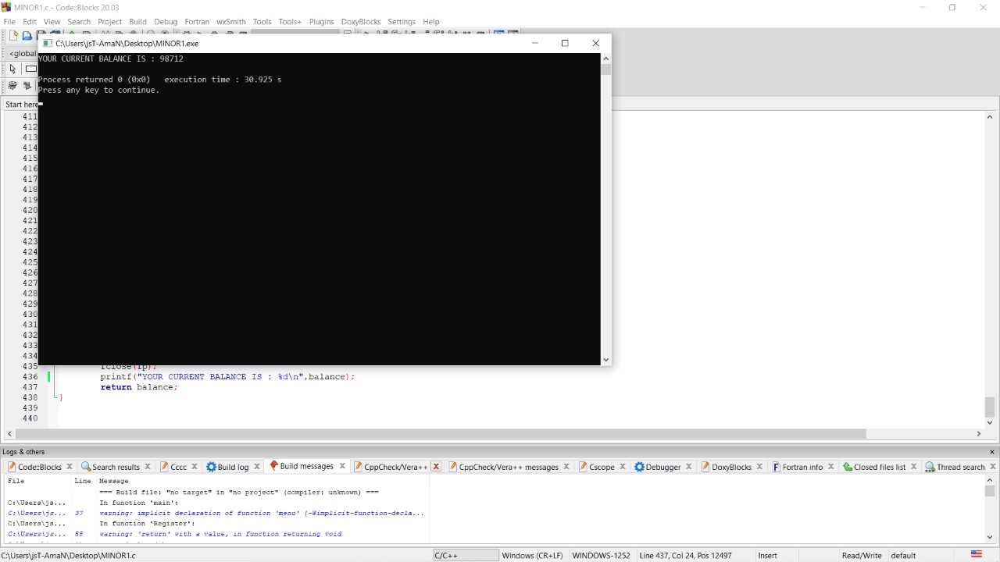 MINOR1.c - Code::Blocks 20.03
File Edit View Search Project Build Debug Fortran wxSmith Tools Tools+ Plugins DoxyBlocks Settings Help
C:\Users\jsT-AmaN\Desktop\MINOR1.exe
<global
YOUR CURRENT BALANCE IS : 98712
Process returned 0 (0x0)   execution time : 30.925 s
Press any key to continue.
Start here
411
412
413
414
415
416
417
418
419
420
421
422
423
424
425
426
427
428
429
430
431
432
433
434
435 fclose(fp);
436 printf("YOUR CURRENT BALANCE IS : %d\n",balance);
437 return balance;
438 }
439
440
Logs & others
Code::Blocks Search results Cccc Build log Build messages CppCheck/Vera++ CppCheck/Vera++ messages Cscope Debugger DoxyBlocks Fortran info Closed files list Thread search
File Line Message
=== Build file: "no target" in "no project" (compiler: unknown) ===
C:\Users\js... In function 'main':
C:\Users\js... 37 warning: implicit declaration of function 'menu' [-Wimplicit-function-decla...
C:\Users\js... In function 'Register':
C:\Users\js... 55 warning: 'return' with a value, in function returning void
C:\Users\jsT-AmaN\Desktop\MINOR1.c C/C++ Windows (CR+LF) WINDOWS-1252 Line 437, Col 24, Pos 12497 Insert Read/Write default